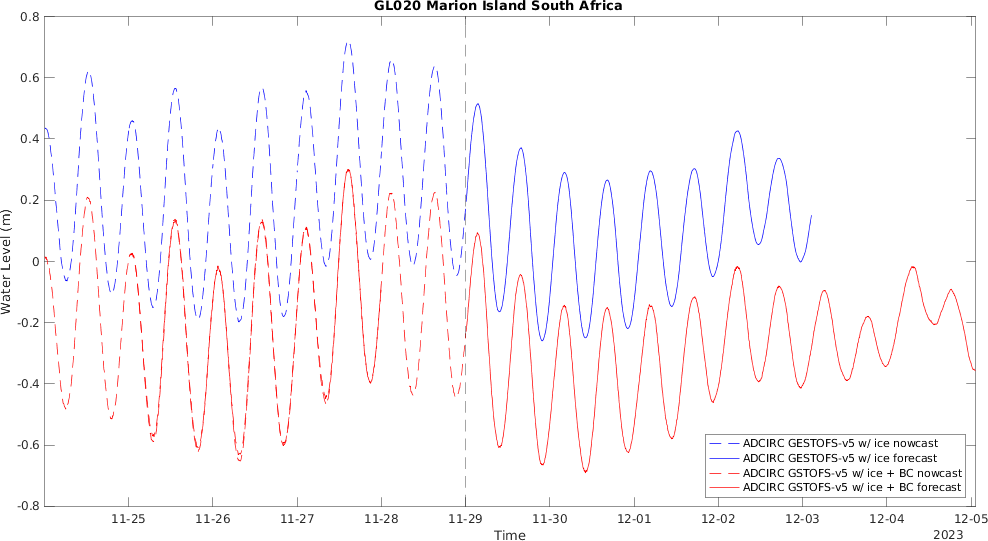 GL020 Marion Island South Africa
Water Level (m)
0.8
0.6
0.4
0.2
0
-0.2
-0.4
-0.6
-0.8
ADCIRC GESTOFS-v5 w/ ice nowcast
ADCIRC GESTOFS-v5 w/ ice forecast
ADCIRC GSTOFS-v5 w/ ice + BC nowcast
ADCIRC GSTOFS-v5 w/ ice + BC forecast
11-25 11-26 11-27 11-28 11-29 11-30 12-01 12-02 12-03 12-04 12-05
Time
2023